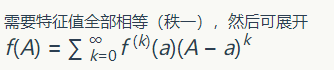 需要特征值全部相等（秩一），然后可展开
f(A) = ∑ ∞ k=0 f (k) (a)(A − a) k